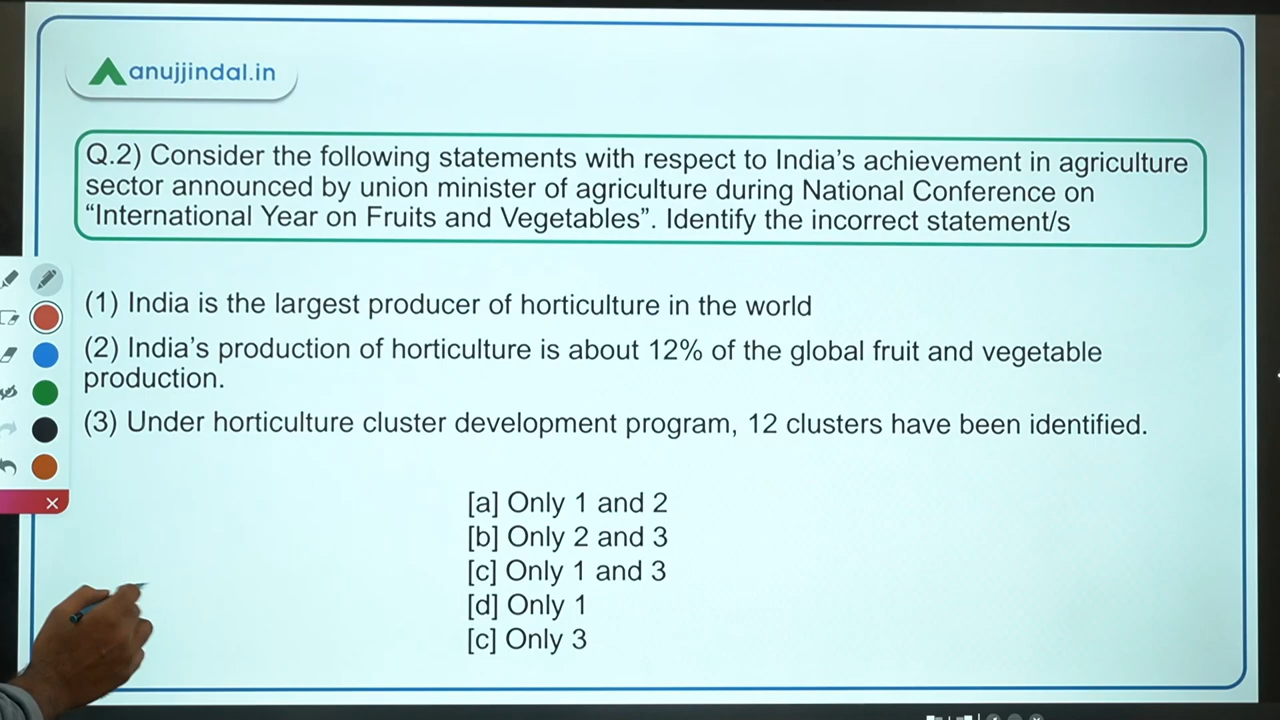 anujjindal.in
Q.2) Consider the following statements with respect to India's achievement in agriculture
sector announced by union minister of agriculture during National Conference on
“International Year on Fruits and Vegetables”. Identify the incorrect statement/s
(1) India is the largest producer of horticulture in the world
(2) India's production of horticulture is about 12% of the global fruit and vegetable
production.
(3) Under horticulture cluster development program, 12 clusters have been identified.
[a] Only 1 and 2
[b] Only 2 and 3
[c] Only 1 and 3
[d] Only 1
[c] Only 3